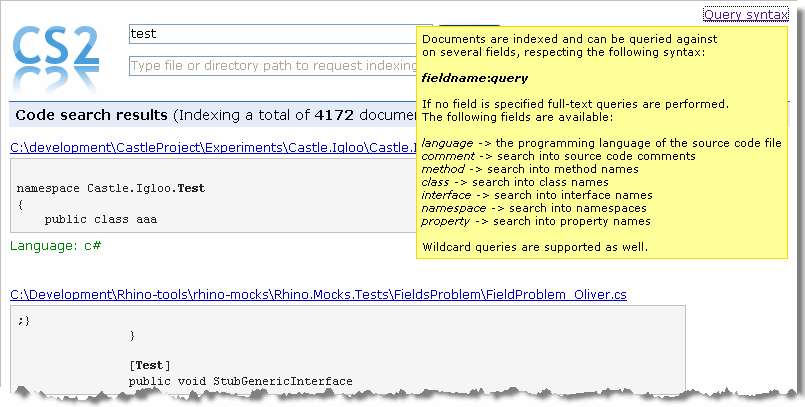 Query syntax
CS2
test
Type file or directory path to request indexing
Documents are indexed and can be queried against
on several fields, respecting the following syntax:
fieldname:query
If no field is specified full-text queries are performed.
The following fields are available:
language -> the programming language of the source code file
comment -> search into source code comments
method -> search into method names
class -> search into class names
interface -> search into interface names
namespace -> search into namespaces
property -> search into property names
Wildcard queries are supported as well.
Code search results (Indexing a total of 4172
C:\development\CastleProject\Experiments\Castle.Igloo\Castle.
namespace Castle.Igloo.Test
{
public class aaa
Language: c#
C:\Development\Rhino-tools\rhino-mocks\Rhino.Mocks.Tests\FieldsProblem\FieldProblem_Oliver.cs
;}
}
[Test]
public void StubGenericInterface